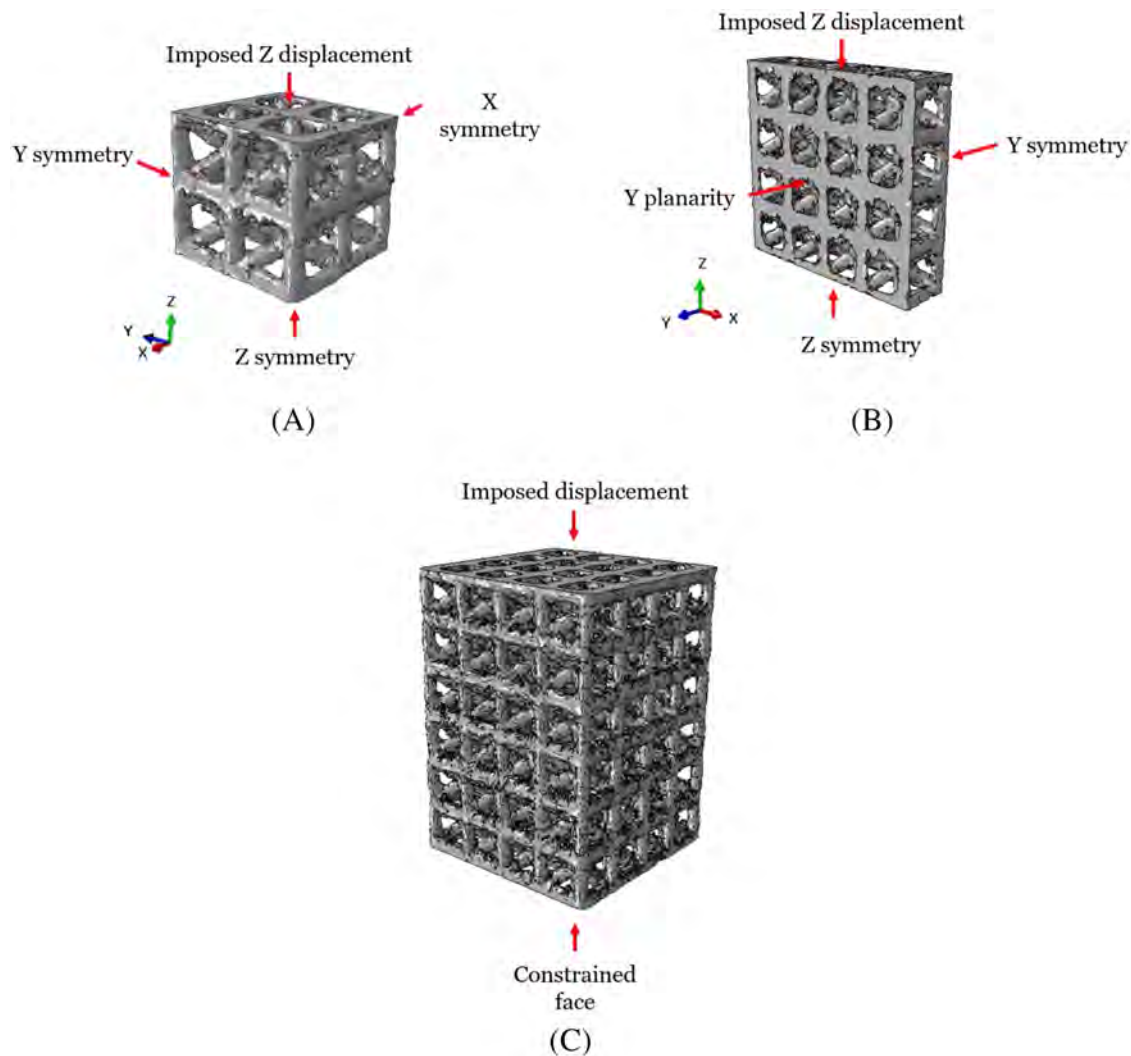 Imposed Z displacement
X
symmetry
Y symmetry
Z
Y
X
Z symmetry
(A)
Imposed Z displacement
Y symmetry
Y planarity
Z
Y
X
Z symmetry
(B)
Imposed displacement
Constrained
face
(C)